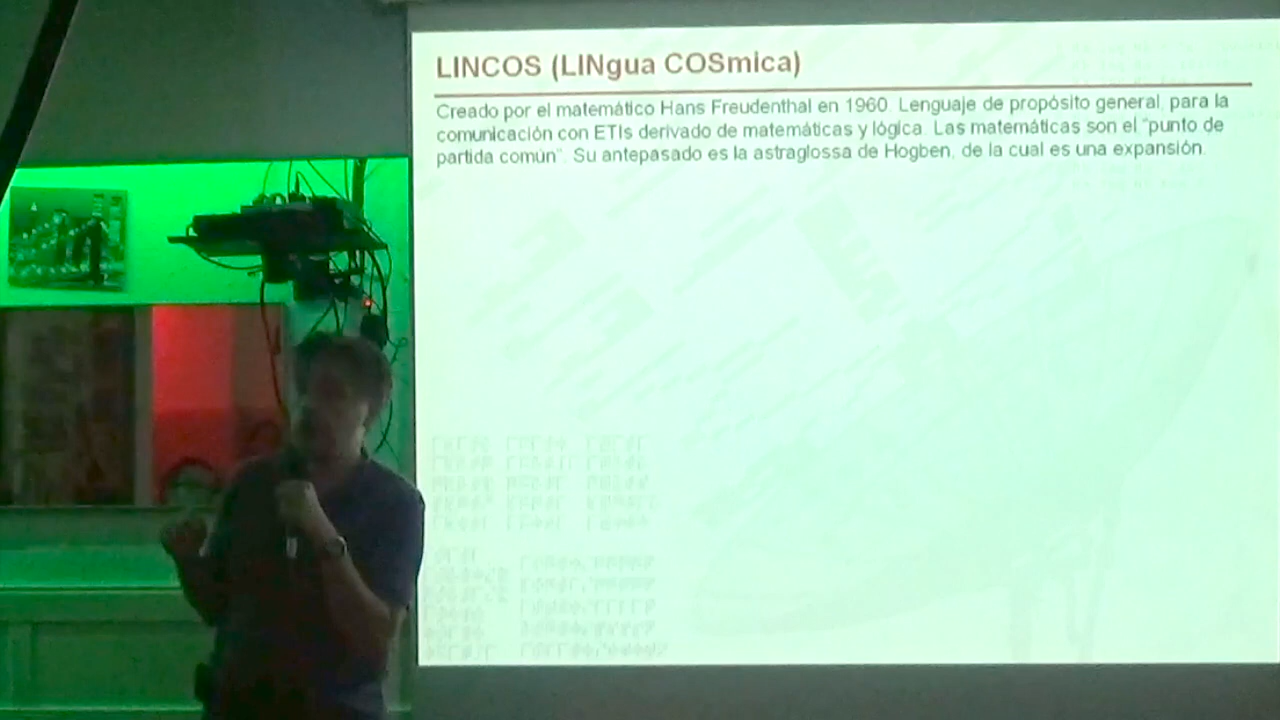 LINCOS (LINgua COSmica)
Creado por el matemático Hans Freudenthal en 1960. Lenguaje de propósito general, para la
comunicación con ETIs derivado de matemáticas y lógica. Las matemáticas son el "punto de
partida común". Su antepasado es la astraglossa de Hogben, de la cual es una expansión.